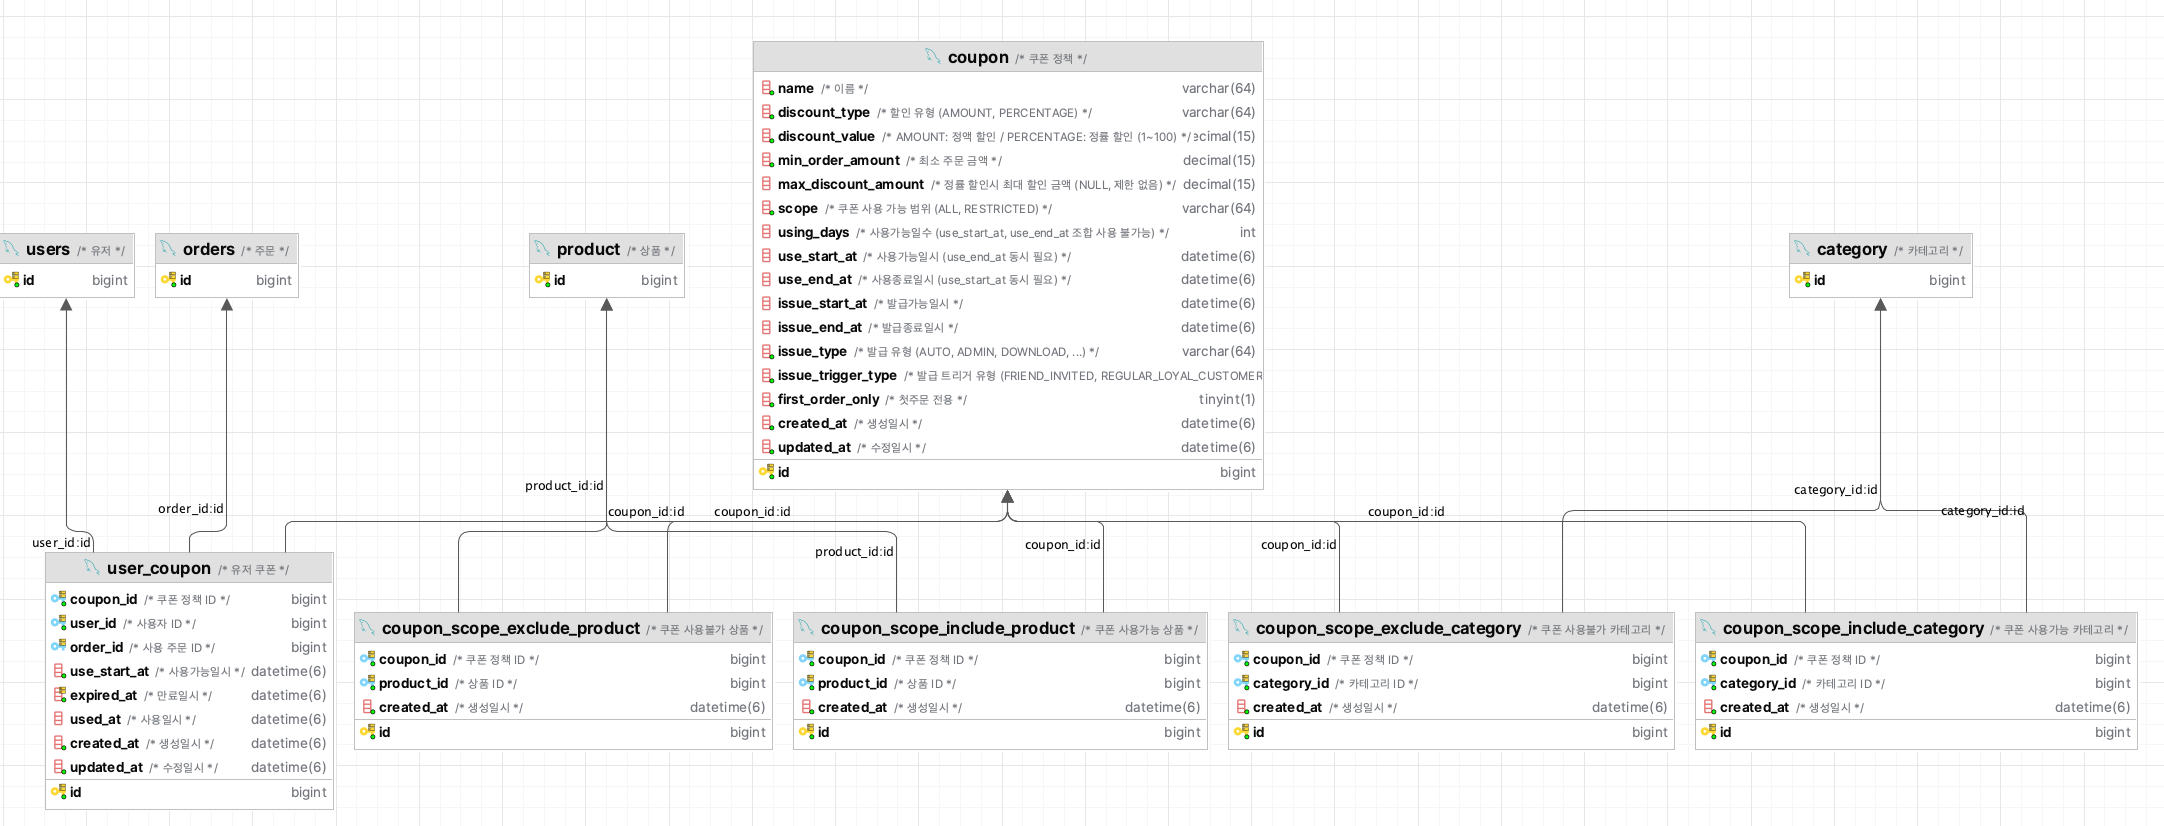 coupon /* 쿠폰 정책 */
name /* 이름 */ varchar(64)
discount_type /* 할인 유형 (AMOUNT, PERCENTAGE) */ varchar(64)
discount_value /* AMOUNT: 정액 할인 / PERCENTAGE: 정률 할인 (1~100) */ ecimal(15)
min_order_amount /* 최소 주문 금액 */ decimal(15)
max_discount_amount /* 정률 할인시 최대 할인 금액 (NULL, 제한 없음) */ decimal(15)
scope /* 쿠폰 사용 가능 범위 (ALL, RESTRICTED) */ varchar(64)
using_days /* 사용가능일수 (use_start_at, use_end_at 조합 사용 불가능) */ int
use_start_at /* 사용가능일시 (use_end_at 동시 필요) */ datetime(6)
use_end_at /* 사용종료일시 (use_start_at 동시 필요) */ datetime(6)
issue_start_at /* 발급가능일시 */ datetime(6)
issue_end_at /* 발급종료일시 */ datetime(6)
issue_type /* 발급 유형 (AUTO, ADMIN, DOWNLOAD, ...) */ varchar(64)
issue_trigger_type /* 발급 트리거 유형 (FRIEND_INVITED, REGULAR_LOYAL_CUSTOMER
first_order_only /* 첫주문 전용 */ tinyint(1)
created_at /* 생성일시 */ datetime(6)
updated_at /* 수정일시 */ datetime(6)
id bigint
users /* 유저 */
id bigint
orders /* 주문 */
id bigint
product /* 상품 */
id bigint
category /* 카테고리 */
id bigint
product_id:id
category_id:id
order_id:id
coupon_id:id
coupon_id:id
coupon_id:id
category_id:id
user_id:id
product_id:id
coupon_id:id
coupon_id:id
user_coupon /* 유저 쿠폰 */
coupon_id /* 쿠폰 정책 ID */ bigint
user_id /* 사용자 ID */ bigint
order_id /* 사용 주문 ID */ bigint
use_start_at /* 사용가능일시 */ datetime(6)
expired_at /* 만료일시 */ datetime(6)
used_at /* 사용일시 */ datetime(6)
created_at /* 생성일시 */ datetime(6)
updated_at /* 수정일시 */ datetime(6)
id bigint
coupon_scope_exclude_product /* 쿠폰 사용불가 상품 */
coupon_id /* 쿠폰 정책 ID */ bigint
product_id /* 상품 ID */ bigint
created_at /* 생성일시 */ datetime(6)
id bigint
coupon_scope_include_product /* 쿠폰 사용가능 상품 */
coupon_id /* 쿠폰 정책 ID */ bigint
product_id /* 상품 ID */ bigint
created_at /* 생성일시 */ datetime(6)
id bigint
coupon_scope_exclude_category /* 쿠폰 사용불가 카테고리 */
coupon_id /* 쿠폰 정책 ID */ bigint
category_id /* 카테고리 ID */ bigint
created_at /* 생성일시 */ datetime(6)
id bigint
coupon_scope_include_category /* 쿠폰 사용가능 카테고리 */
coupon_id /* 쿠폰 정책 ID */ bigint
category_id /* 카테고리 ID */ bigint
created_at /* 생성일시 */ datetime(6)
id bigint